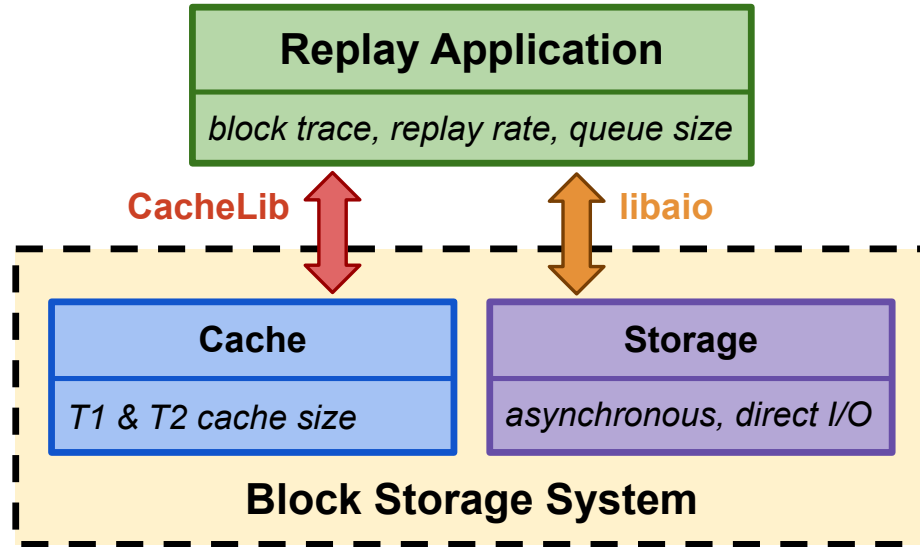 Replay Application
block trace, replay rate, queue size
CacheLib
libaio
Cache
Storage
T1 & T2 cache size
asynchronous, direct I/O
Block Storage System